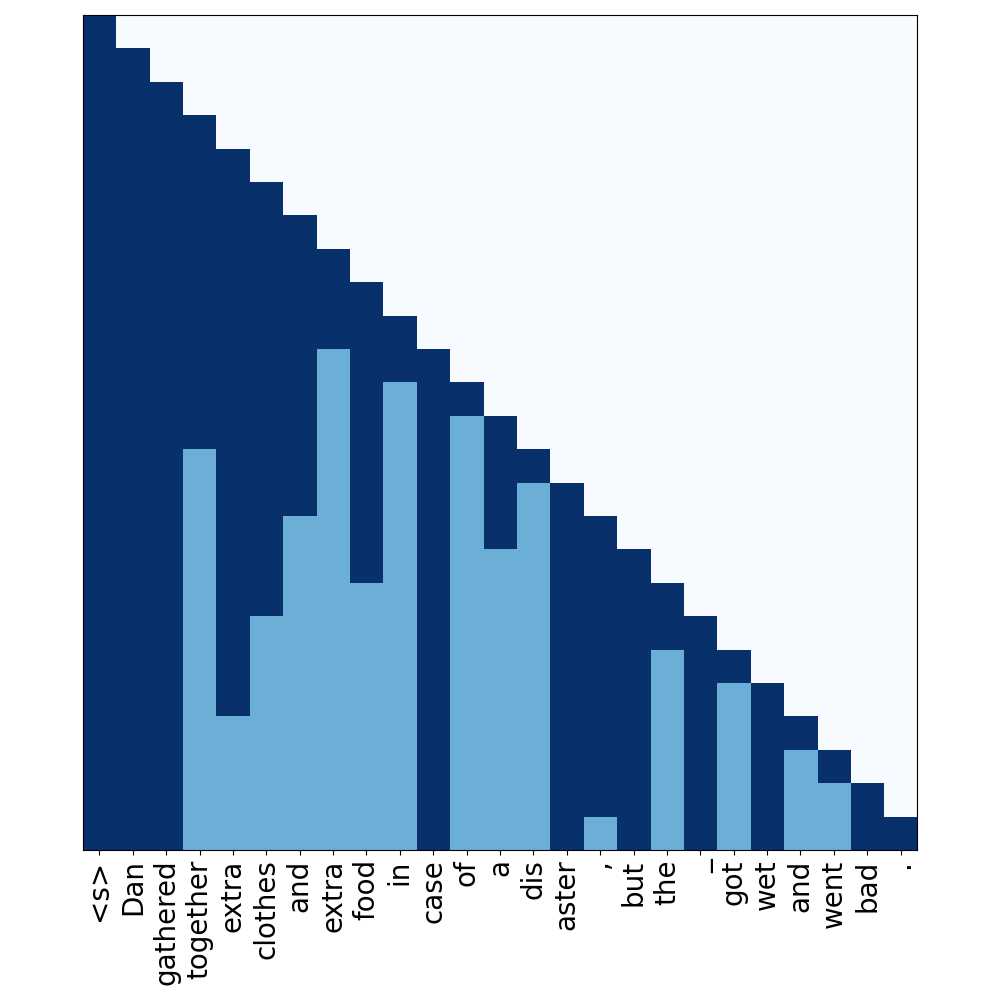 <s>
Dan
gathered
together
extra
clothes
and
extra
food
in
case
of
a
dis
aster
,
but
the
_
got
wet
and
went
bad
.